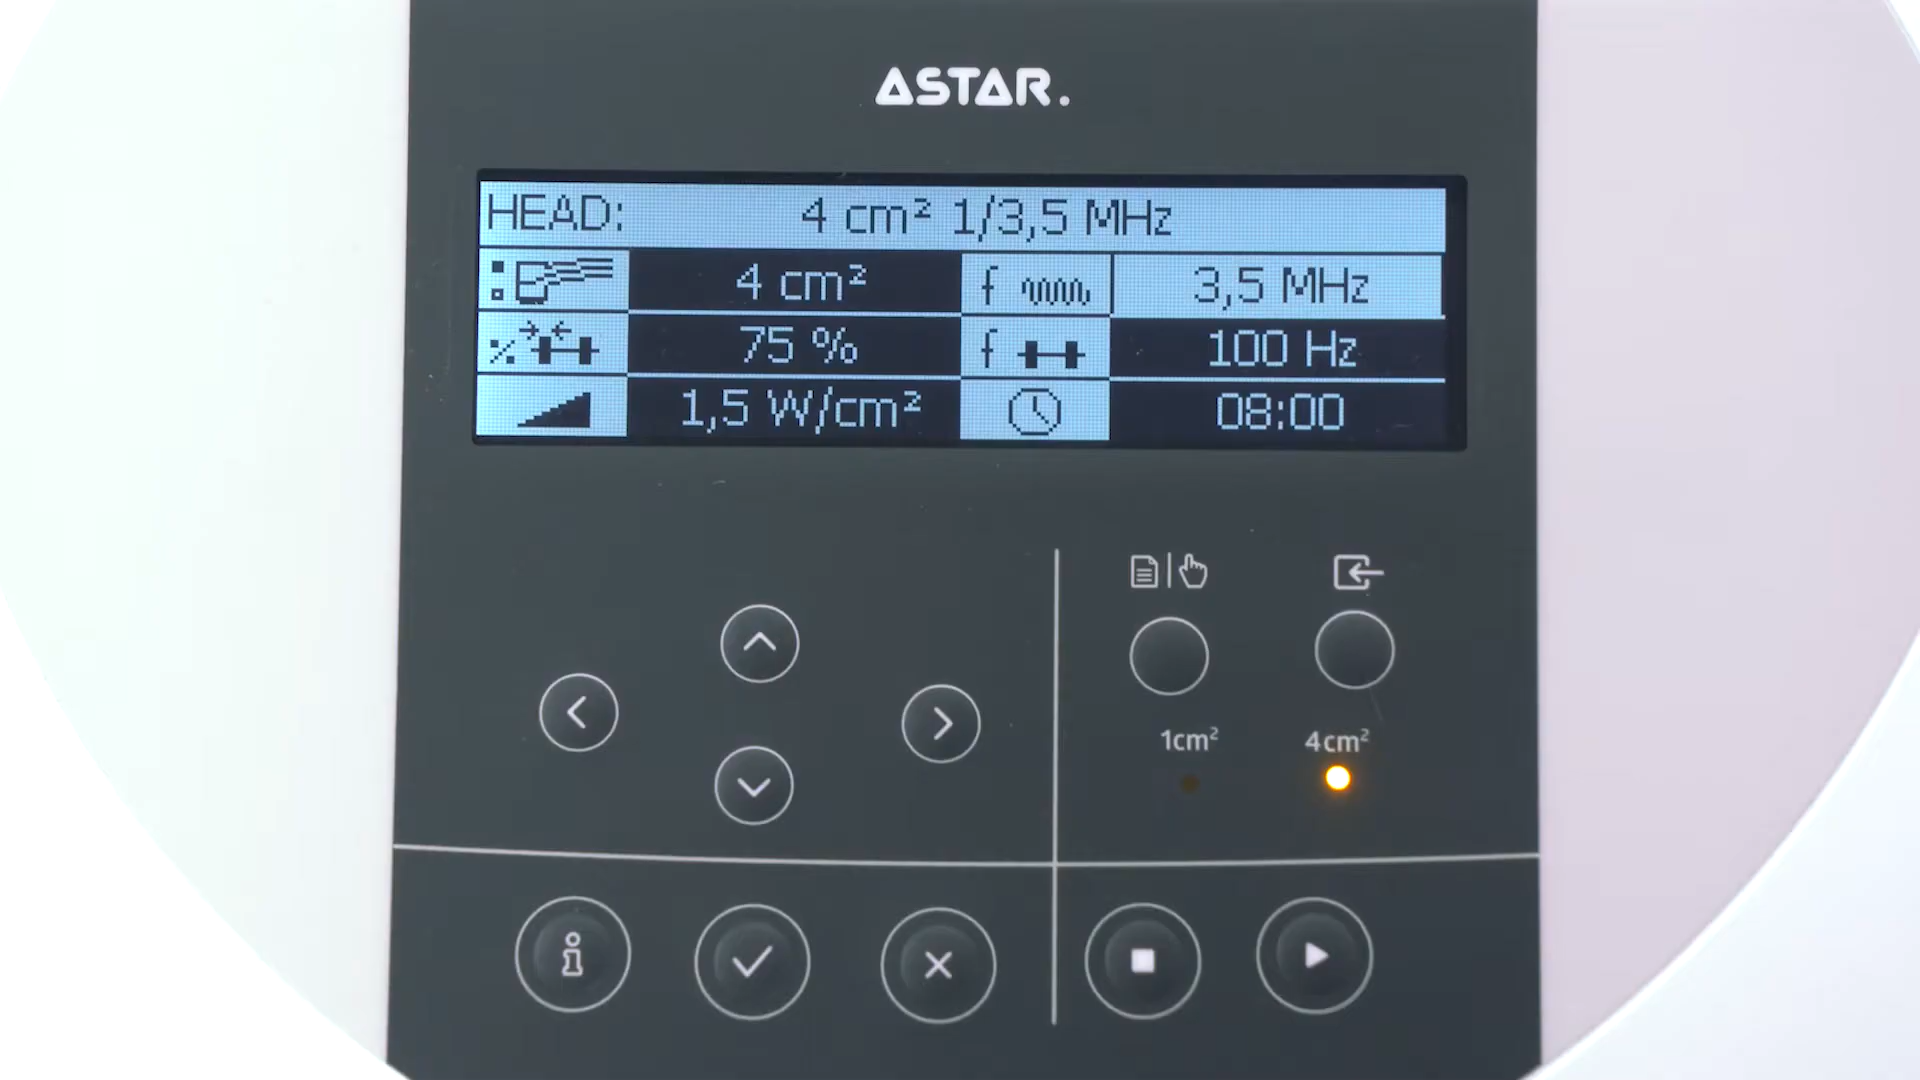 ASTAR.
HEAD: 4 cm² 1/3,5 MHz
4 cm² f 3,5 MHz
% 75 % f 100 Hz
1,5 W/cm² 08:00
1cm² 4cm²